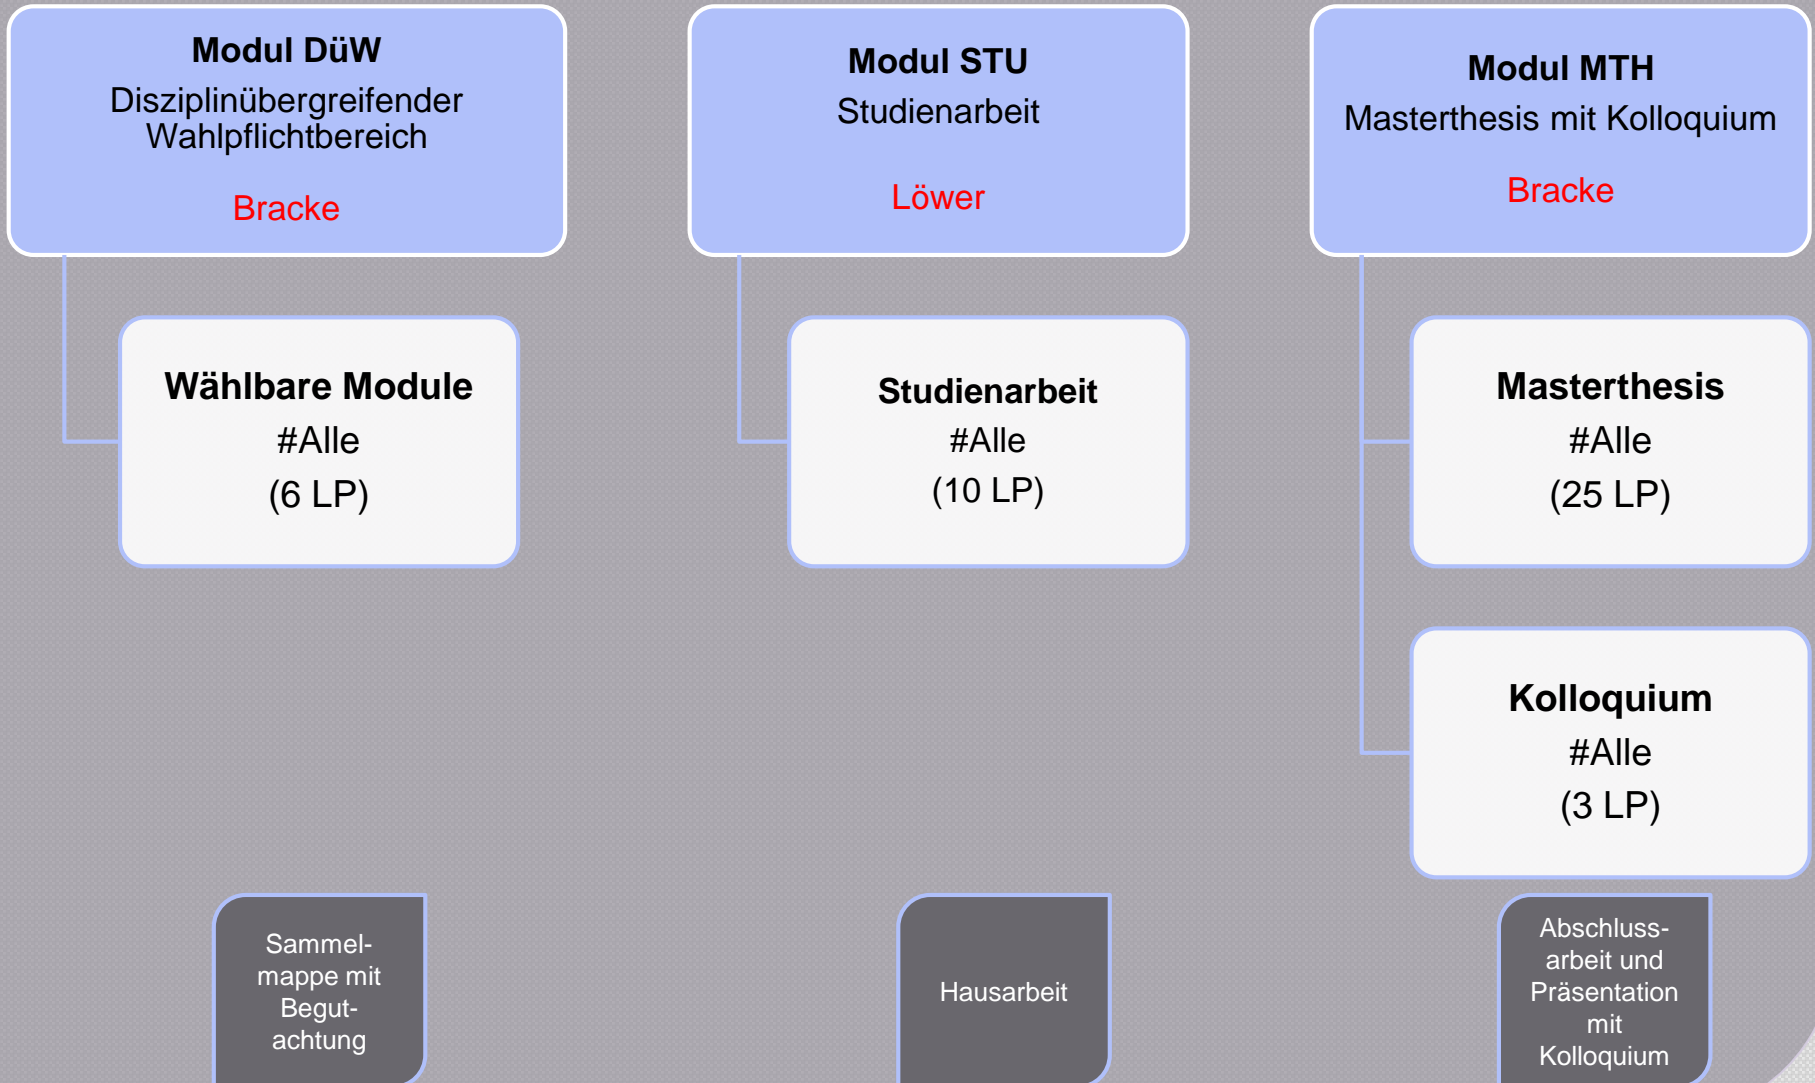 Modul DüW
Disziplinübergreifender
Wahlpflichtbereich
Bracke
Wählbare Module
#Alle
(6 LP)
Sammel-
mappe mit
Begut-
achtung
Modul STU
Studienarbeit
Löwer
Studienarbeit
#Alle
(10 LP)
Hausarbeit
Modul MTH
Masterthesis mit Kolloquium
Bracke
Masterthesis
#Alle
(25 LP)
Kolloquium
#Alle
(3 LP)
Abschluss-
arbeit und
Präsentation
mit
Kolloquium